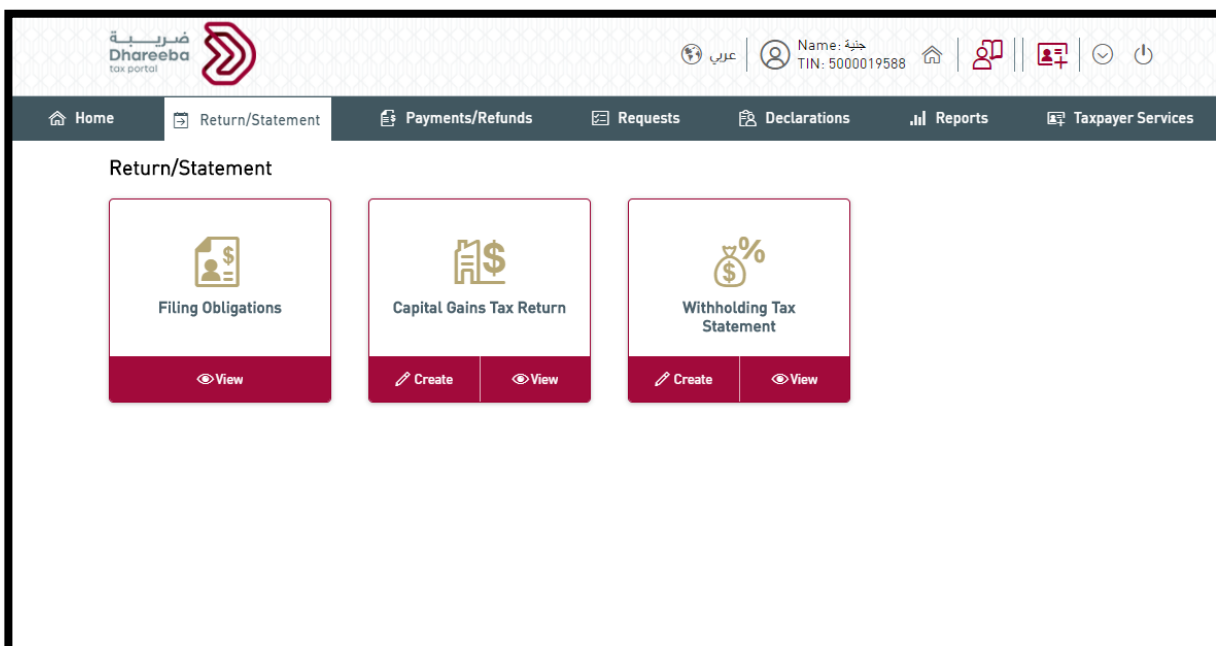 ضريبة
Dhareeba
tax portal
عربي
Name: جنية
TIN: 5000019588
Home
Return/Statement
Payments/Refunds
Requests
Declarations
Reports
Taxpayer Services
Return/Statement
Filing Obligations
View
Capital Gains Tax Return
Create
View
Withholding Tax
Statement
Create
View